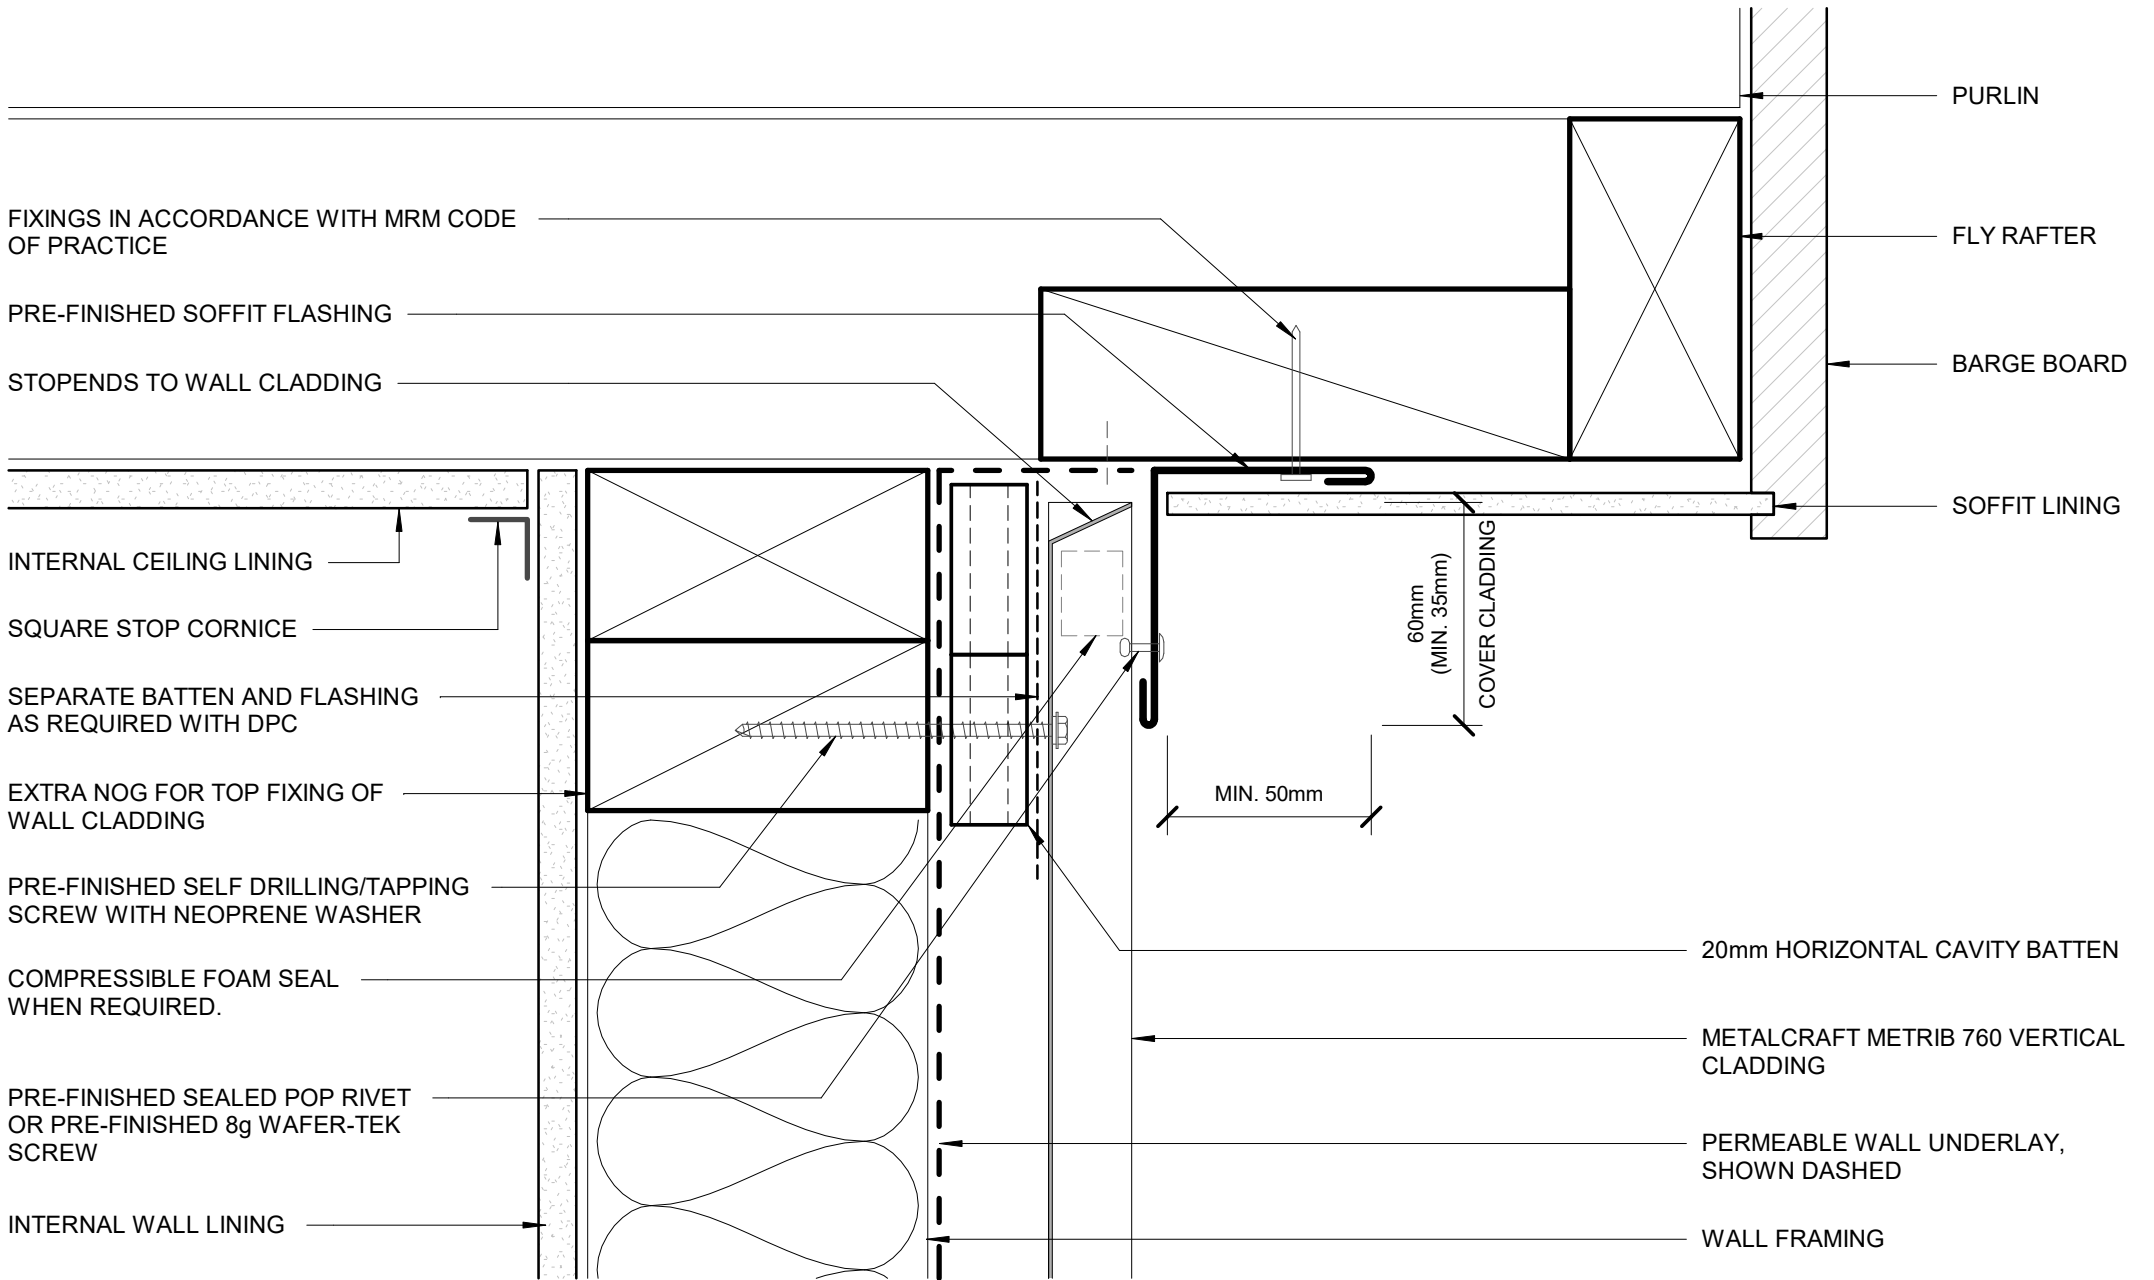 FIXINGS IN ACCORDANCE WITH MRM CODE
OF PRACTICE
PRE-FINISHED SOFFIT FLASHING
STOPENDS TO WALL CLADDING
INTERNAL CEILING LINING
SQUARE STOP CORNICE
SEPARATE BATTEN AND FLASHING
AS REQUIRED WITH DPC
EXTRA NOG FOR TOP FIXING OF
WALL CLADDING
PRE-FINISHED SELF DRILLING/TAPPING
SCREW WITH NEOPRENE WASHER
COMPRESSIBLE FOAM SEAL
WHEN REQUIRED.
PRE-FINISHED SEALED POP RIVET
OR PRE-FINISHED 8g WAFER-TEK
SCREW
INTERNAL WALL LINING
60mm
(MIN. 35mm)
COVER CLADDING
MIN. 50mm
PURLIN
FLY RAFTER
BARGE BOARD
SOFFIT LINING
20mm HORIZONTAL CAVITY BATTEN
METALCRAFT METRIB 760 VERTICAL
CLADDING
PERMEABLE WALL UNDERLAY,
SHOWN DASHED
WALL FRAMING